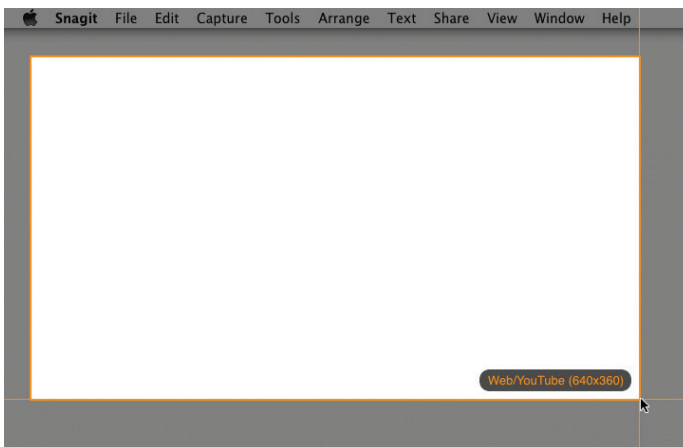 Snagit File Edit Capture Tools Arrange Text Share View Window Help
Web/YouTube (640x360)